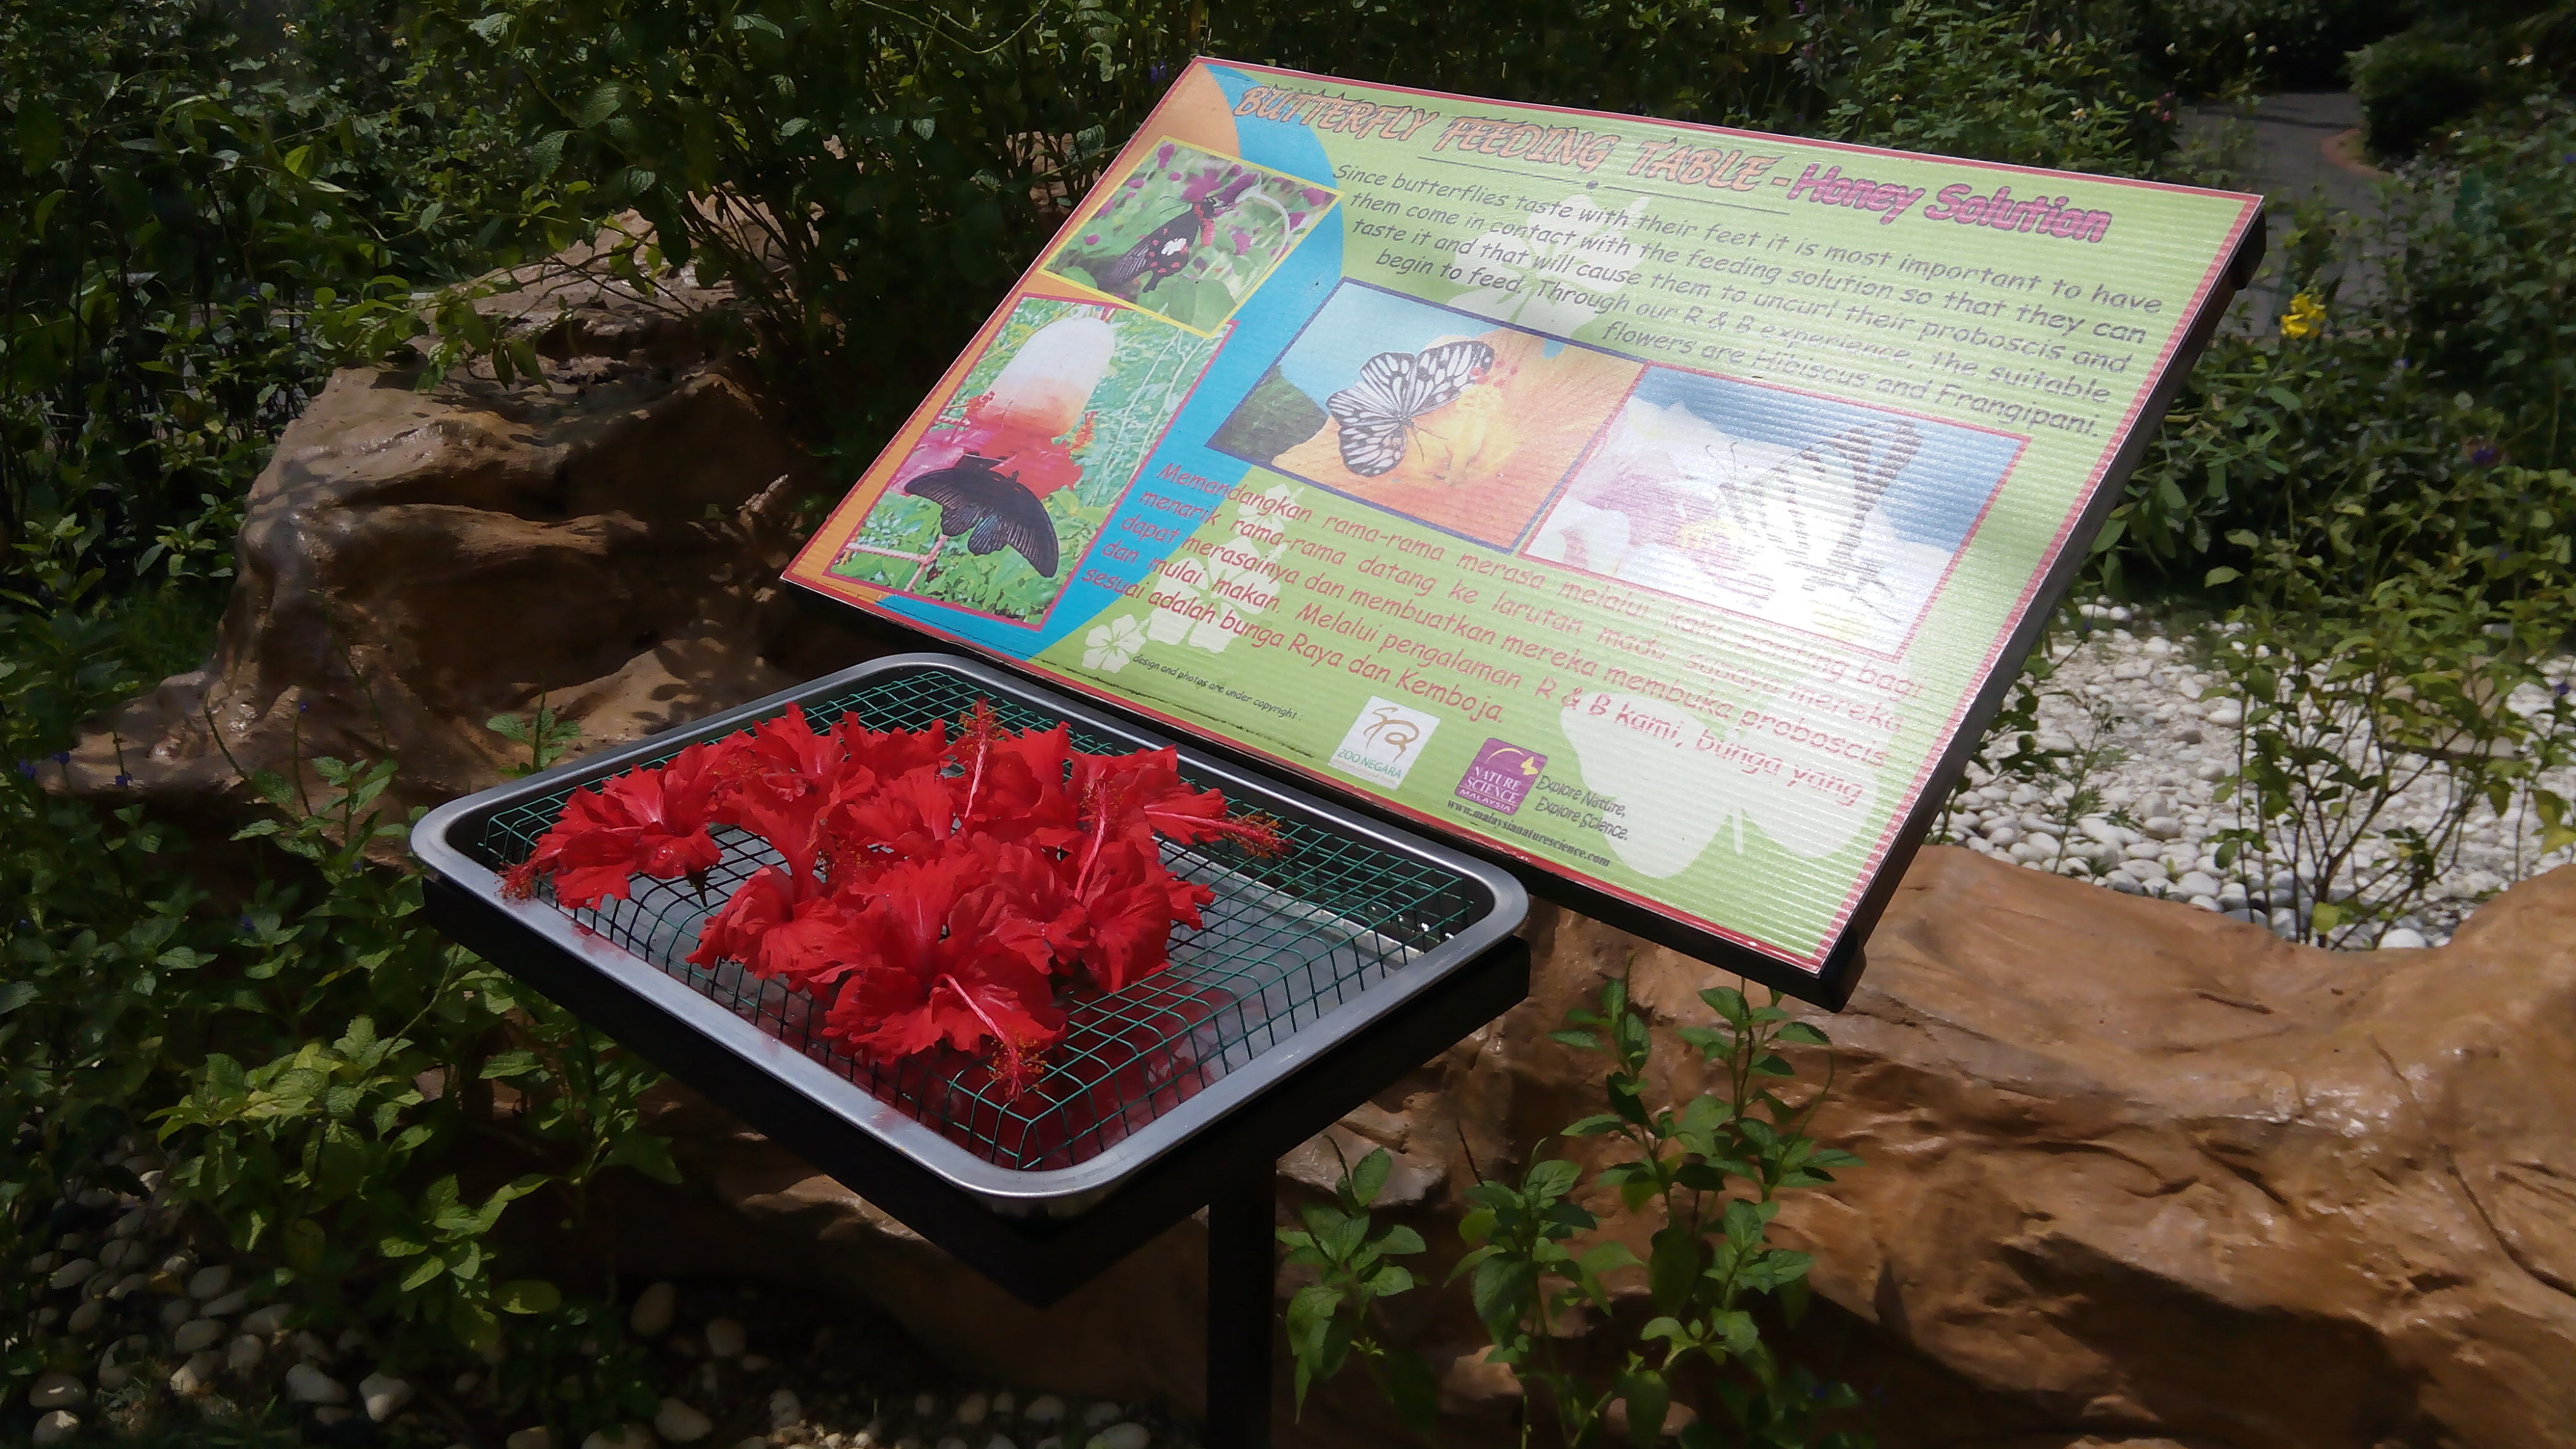 BUTTERFLY FEEDING TABLE - Honey Solution
Since butterflies taste with their feet it is most important to have
them come in contact with the feeding solution so that they can
taste it and that will cause them to uncurl their proboscis and
begin to feed. Through our R & B experience, the suitable
flowers are Hibiscus and Frangipani.
Memandangkan rama-rama merasa melalui kaki, penting bagi
menarik rama-rama datang ke larutan madu supaya mereka
dapat merasainya dan membuatkan mereka membuka proboscis
dan mulai makan. Melalui pengalaman R & B kami, bunga yang
sesuai adalah bunga Raya dan Kemboja.
design and photos are under copyright :
ZOO NEGARA
NATURE
SCIENCE
MALAYSIA
Explore Nature,
Explore Science.
www.malaysianaturescience.com